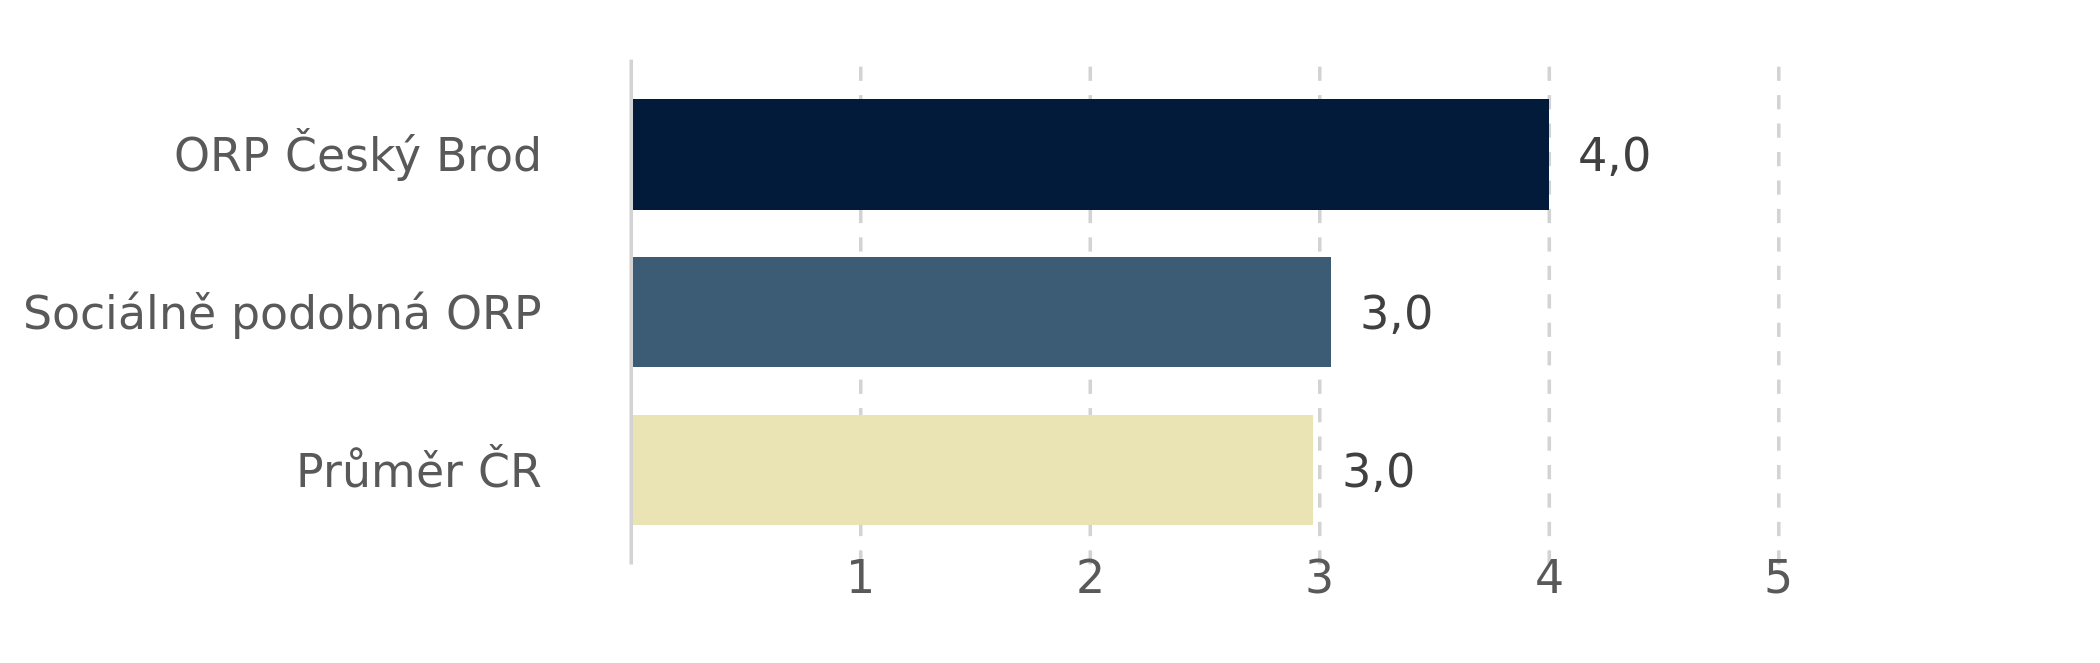 ORP Český Brod 4,0
Sociálně podobná ORP 3,0
Průměr ČR 3,0
1 2 3 4 5